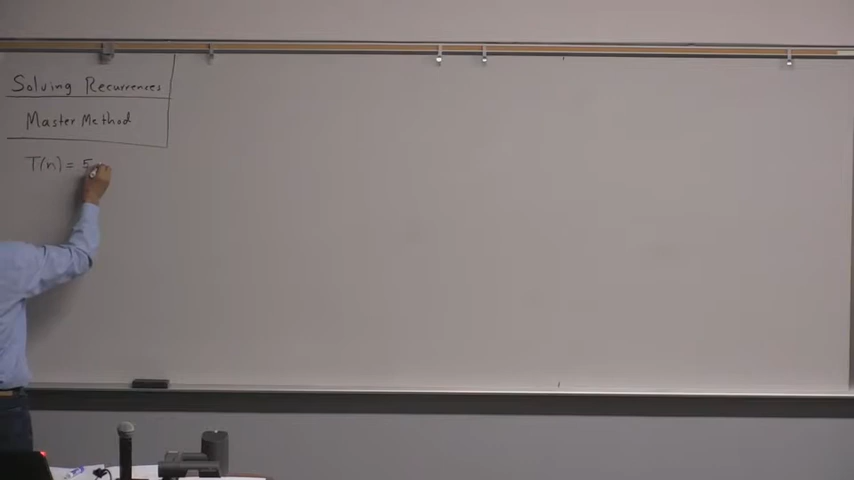 Solving Recurrences
Master Method
T(n) = 5